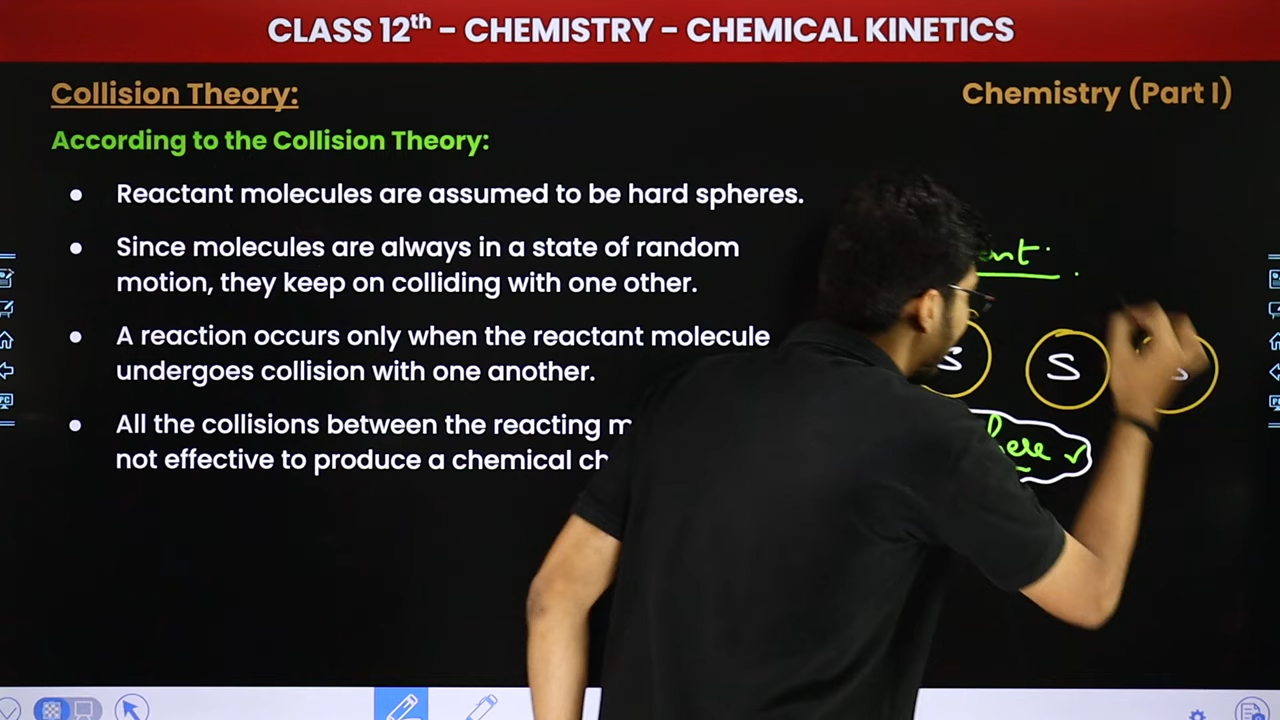 CLASS 12th – CHEMISTRY – CHEMICAL KINETICS
Collision Theory:
Chemistry (Part I)
According to the Collision Theory:
• Reactant molecules are assumed to be hard spheres.
• Since molecules are always in a state of random
motion, they keep on colliding with one other.
• A reaction occurs only when the reactant molecule
undergoes collision with one another.
• All the collisions between the reacting
not effective to produce a chemical
S S